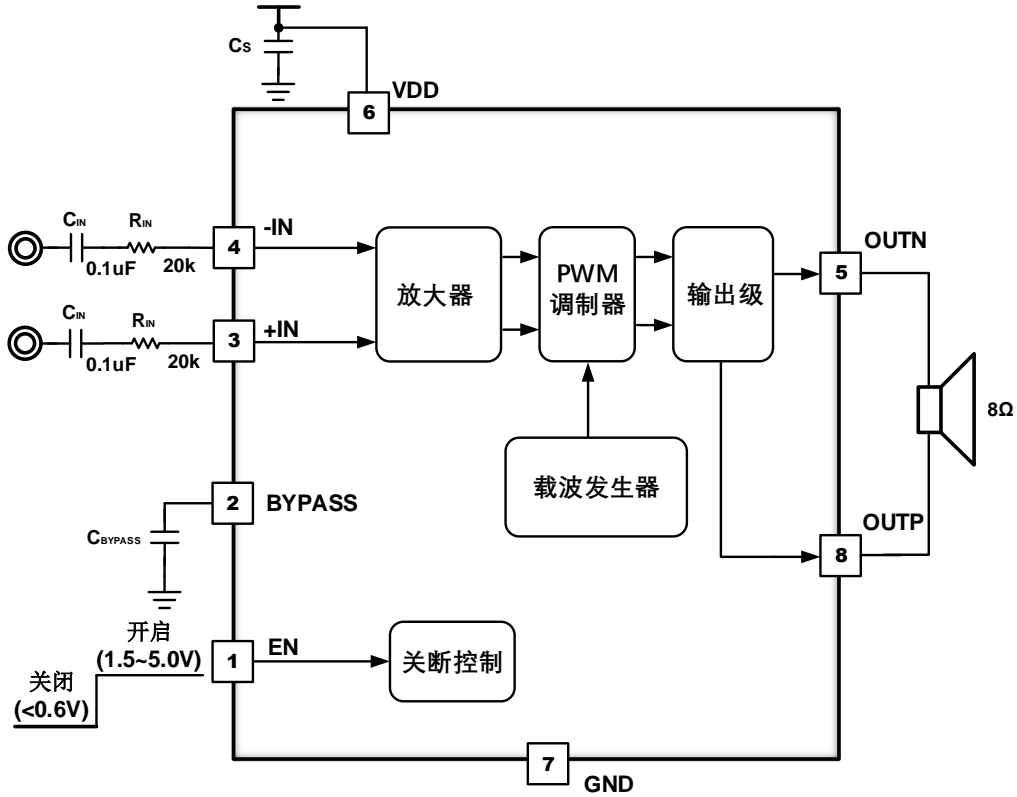 Cs
VDD
6
CIN
RIN
0.1uF
20k
4
-IN
CIN
RIN
0.1uF
20k
3
+IN
放大器
PWM
调制器
输出级
5
OUTN
8Ω
载波发生器
2
BYPASS
CBYPASS
OUTP
8
开启
(1.5~5.0V)
关闭
(<0.6V)
1
EN
关断控制
7
GND